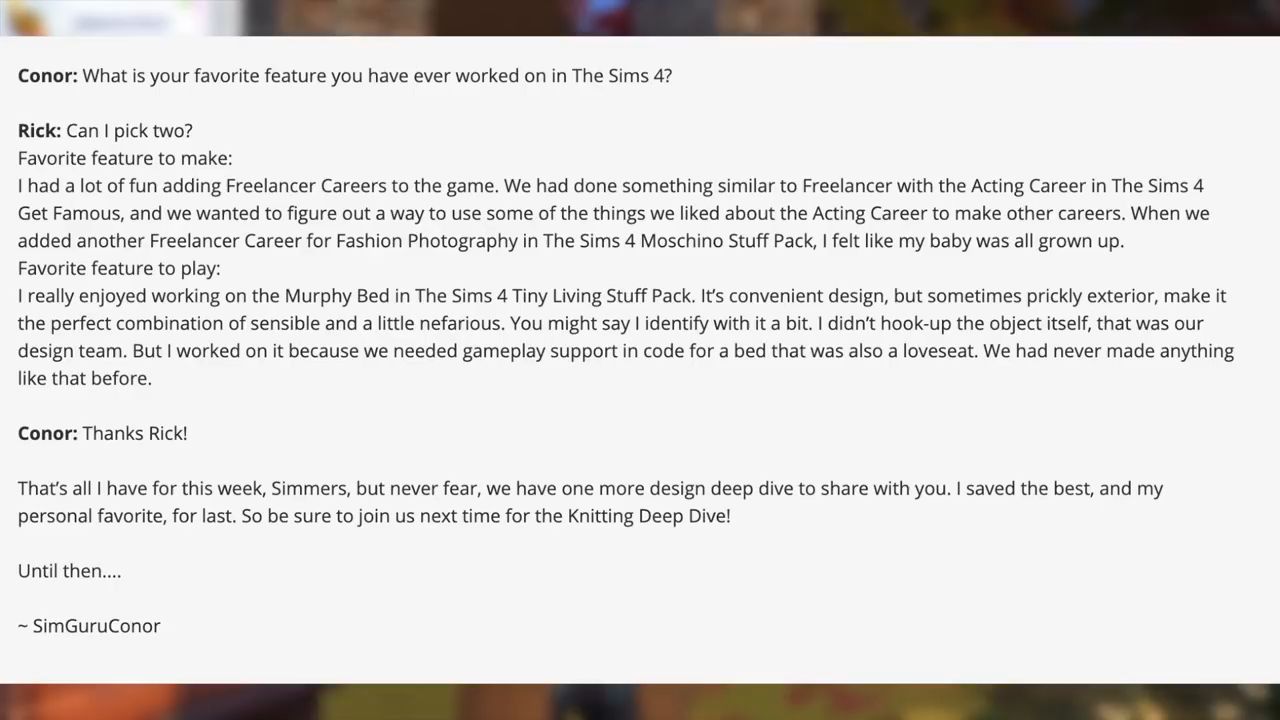 Conor: What is your favorite feature you have ever worked on in The Sims 4?
Rick: Can I pick two?
Favorite feature to make:
I had a lot of fun adding Freelancer Careers to the game. We had done something similar to Freelancer with the Acting Career in The Sims 4
Get Famous, and we wanted to figure out a way to use some of the things we liked about the Acting Career to make other careers. When we
added another Freelancer Career for Fashion Photography in The Sims 4 Moschino Stuff Pack, I felt like my baby was all grown up.
Favorite feature to play:
I really enjoyed working on the Murphy Bed in The Sims 4 Tiny Living Stuff Pack. It’s convenient design, but sometimes prickly exterior, make it
the perfect combination of sensible and a little nefarious. You might say I identify with it a bit. I didn’t hook-up the object itself, that was our
design team. But I worked on it because we needed gameplay support in code for a bed that was also a loveseat. We had never made anything
like that before.
Conor: Thanks Rick!
That’s all I have for this week, Simmers, but never fear, we have one more design deep dive to share with you. I saved the best, and my
personal favorite, for last. So be sure to join us next time for the Knitting Deep Dive!
Until then....
~ SimGuruConor